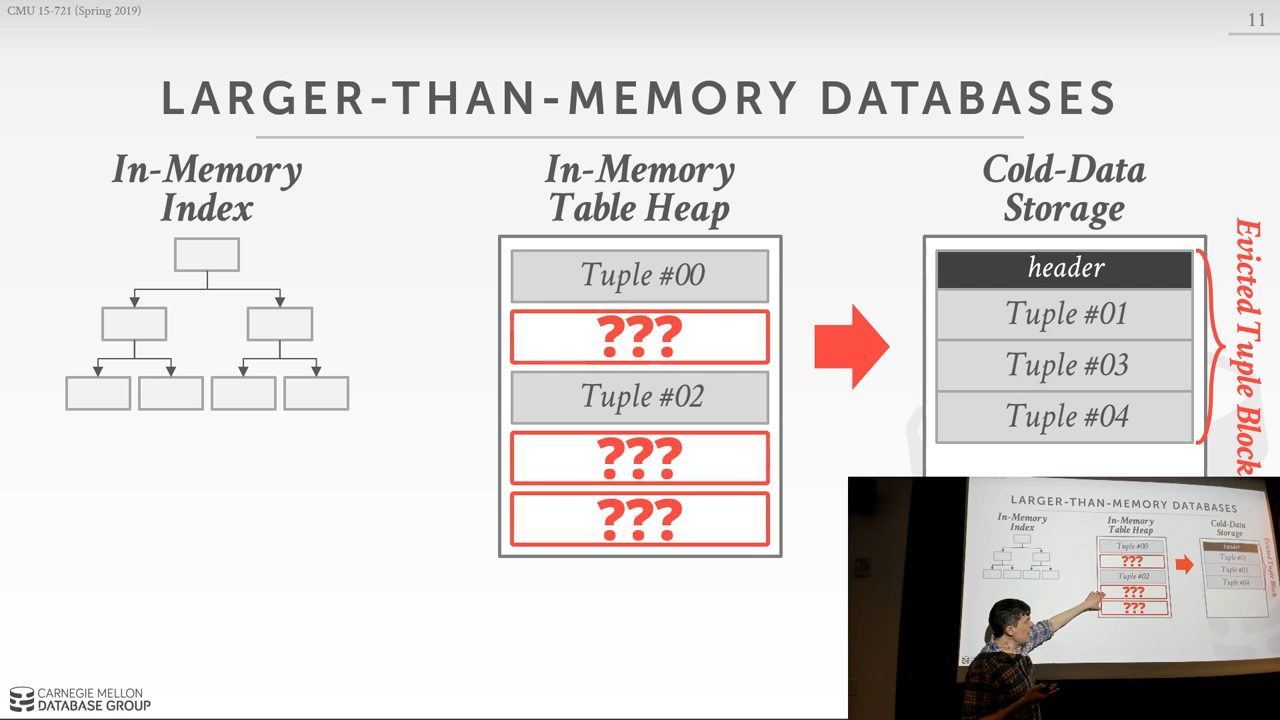 CMU 15-721 (Spring 2019)
11
LARGER-THAN-MEMORY DATABASES
In-Memory
Index
In-Memory
Table Heap
Tuple #00
???
Tuple #02
???
???
Cold-Data
Storage
header
Tuple #01
Tuple #03
Tuple #04
Evicted Tuple Block
CARNEGIE MELLON
DATABASE GROUP
LARGER-THAN-MEMORY DATABASES
In-Memory
Index
In-Memory
Table Heap
Tuple #00
???
Tuple #02
???
???
Cold-Data
Storage
header
Tuple #01
Tuple #03
Tuple #04
Evicted Tuple Block